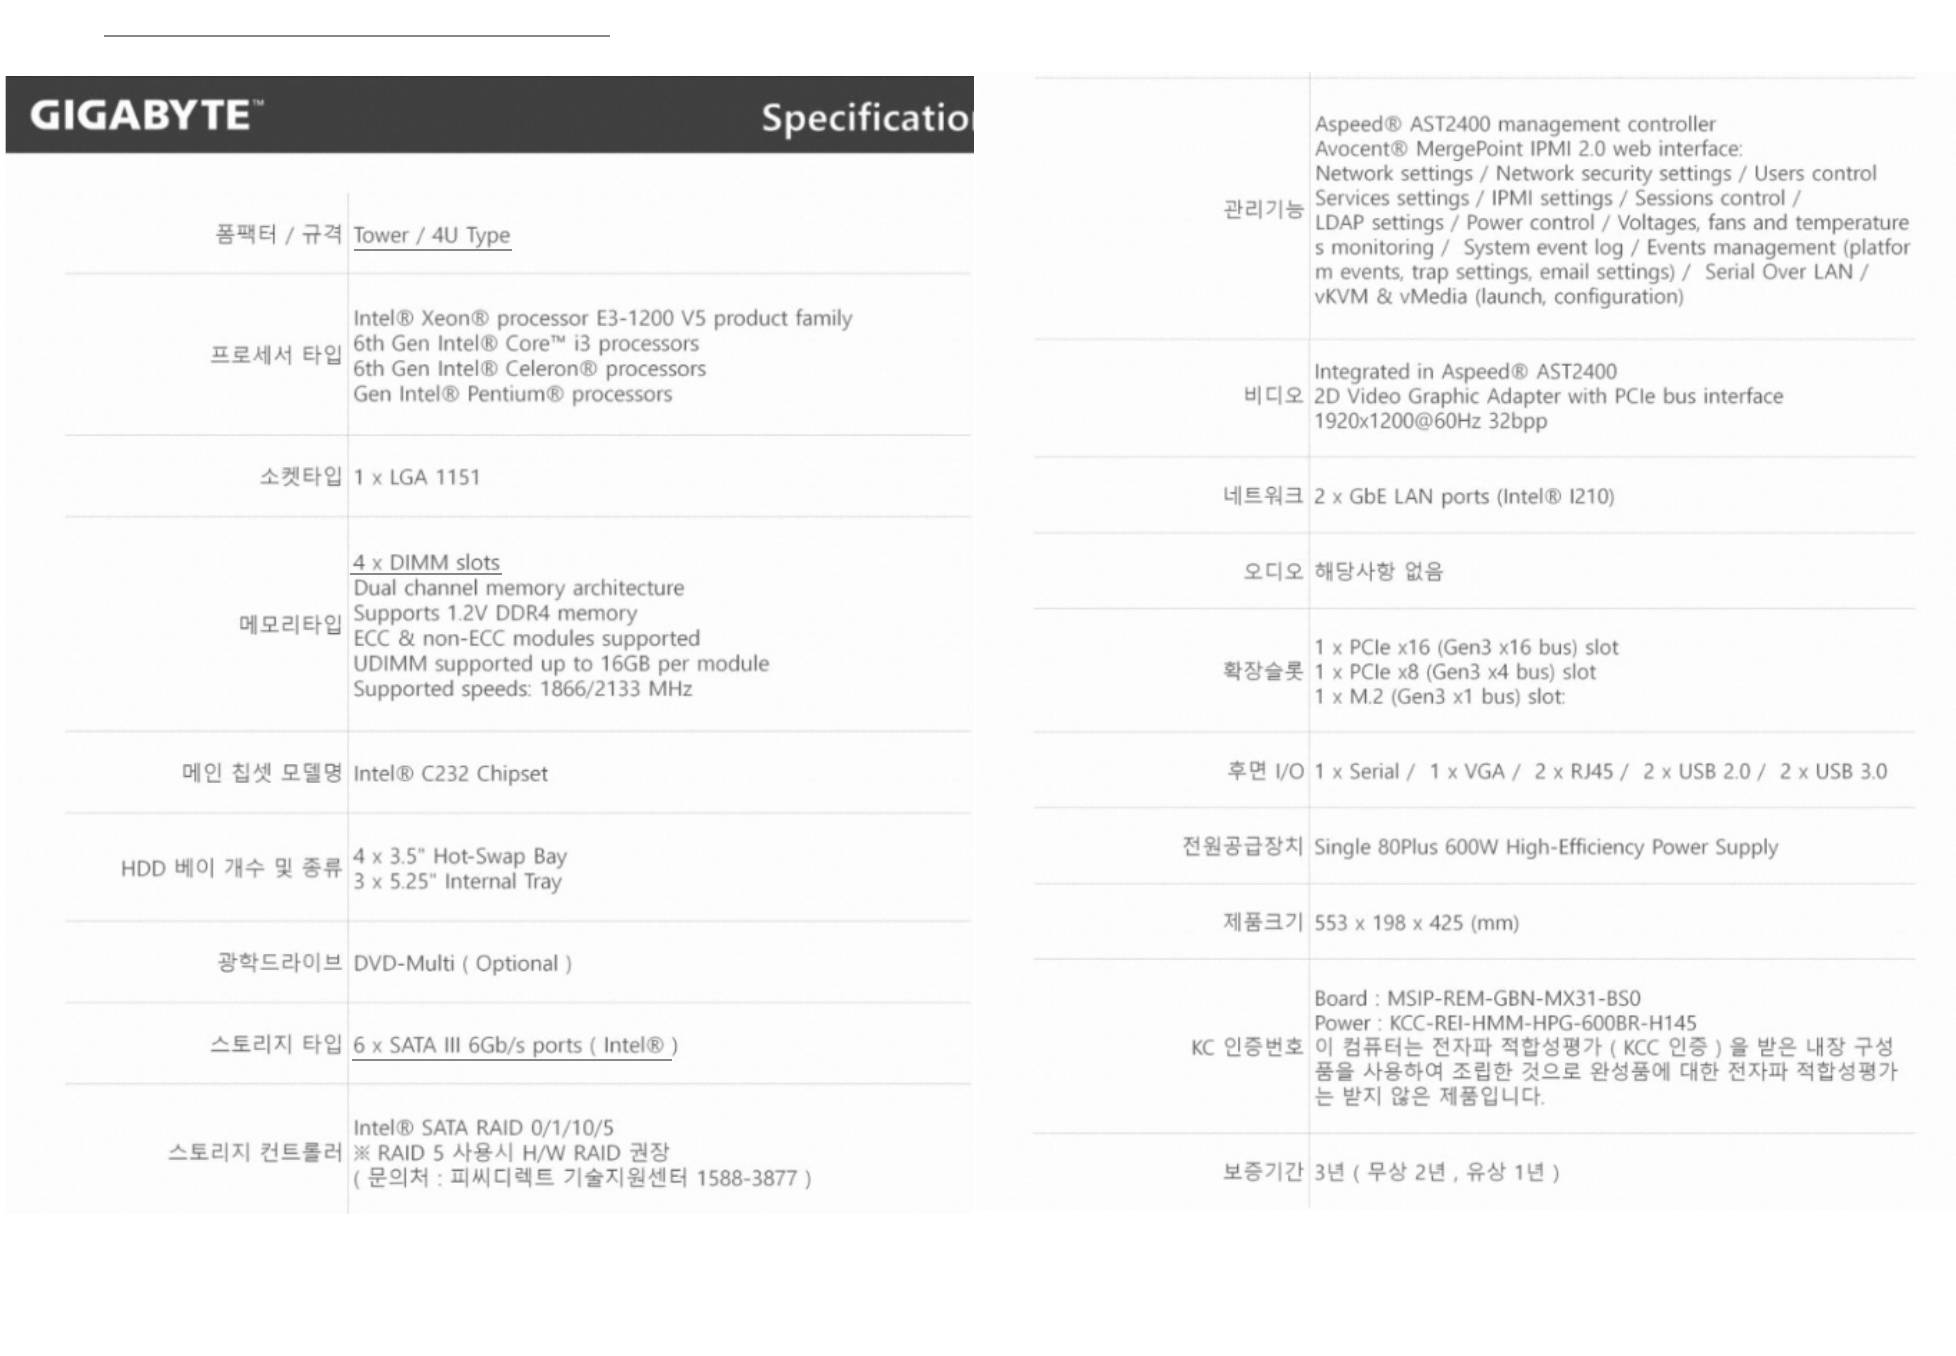 GIGABYTE™
Specificatio
폼팩터 / 규격
Tower / 4U Type
프로세서 타입
Intel® Xeon® processor E3-1200 V5 product family
6th Gen Intel® Core™ i3 processors
6th Gen Intel® Celeron® processors
Gen Intel® Pentium® processors
소켓타입
1 x LGA 1151
메모리타입
4 x DIMM slots
Dual channel memory architecture
Supports 1.2V DDR4 memory
ECC & non-ECC modules supported
UDIMM supported up to 16GB per module
Supported speeds: 1866/2133 MHz
메인 칩셋 모델명
Intel® C232 Chipset
HDD 베이 개수 및 종류
4 x 3.5" Hot-Swap Bay
3 x 5.25" Internal Tray
광학드라이브
DVD-Multi ( Optional )
스토리지 타입
6 x SATA III 6Gb/s ports ( Intel® )
스토리지 컨트롤러
Intel® SATA RAID 0/1/10/5
※ RAID 5 사용시 H/W RAID 권장
( 문의처 : 피씨디렉트 기술지원센터 1588-3877 )
관리기능
Aspeed® AST2400 management controller
Avocent® MergePoint IPMI 2.0 web interface:
Network settings / Network security settings / Users control
Services settings / IPMI settings / Sessions control /
LDAP settings / Power control / Voltages, fans and temperature
s monitoring / System event log / Events management (platfor
m events, trap settings, email settings) / Serial Over LAN /
vKVM & vMedia (launch, configuration)
비디오
Integrated in Aspeed® AST2400
2D Video Graphic Adapter with PCIe bus interface
1920x1200@60Hz 32bpp
네트워크
2 x GbE LAN ports (Intel® I210)
오디오
해당사항 없음
확장슬롯
1 x PCIe x16 (Gen3 x16 bus) slot
1 x PCIe x8 (Gen3 x4 bus) slot
1 x M.2 (Gen3 x1 bus) slot:
후면 I/O
1 x Serial / 1 x VGA / 2 x RJ45 / 2 x USB 2.0 / 2 x USB 3.0
전원공급장치
Single 80Plus 600W High-Efficiency Power Supply
제품크기
553 x 198 x 425 (mm)
KC 인증번호
Board : MSIP-REM-GBN-MX31-BS0
Power : KCC-REI-HMM-HPG-600BR-H145
이 컴퓨터는 전자파 적합성평가 ( KCC 인증 ) 을 받은 내장 구성
품을 사용하여 조립한 것으로 완성품에 대한 전자파 적합성평가
는 받지 않은 제품입니다.
보증기간
3년 ( 무상 2년 , 유상 1년 )